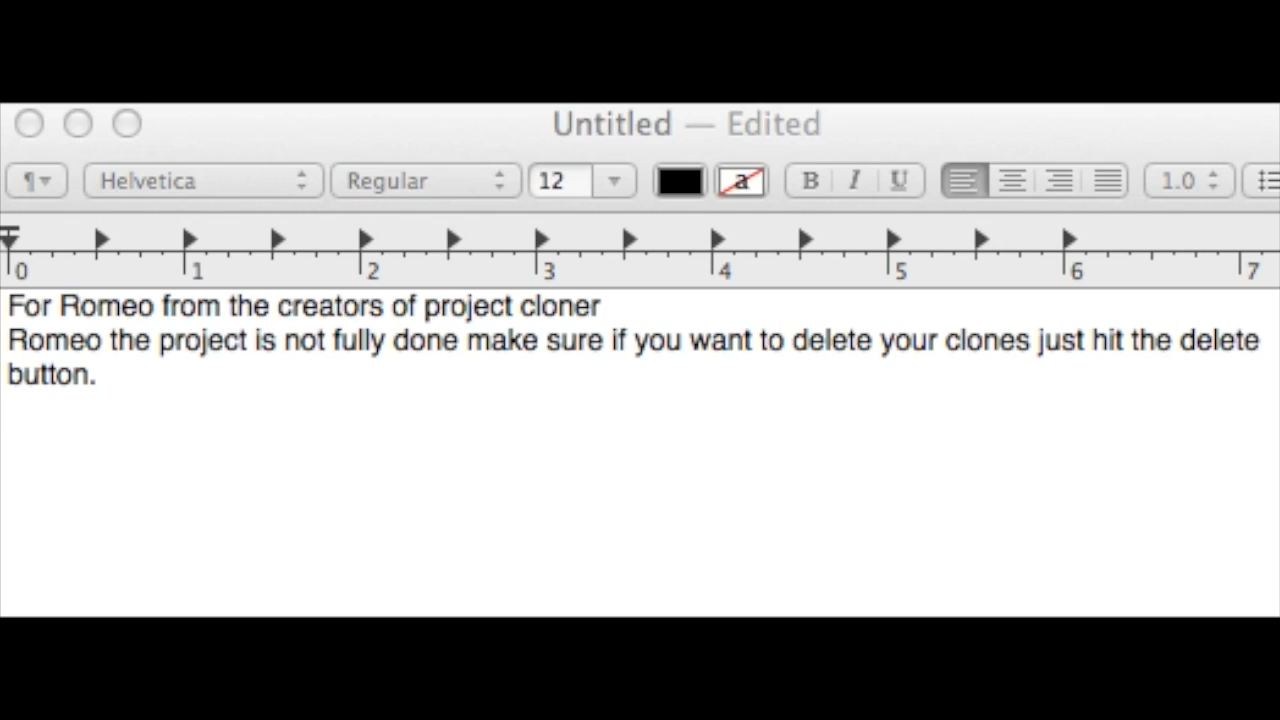 Untitled — Edited
¶ Helvetica Regular 12 a B I U 1.0
0 1 2 3 4 5 6 7
For Romeo from the creators of project cloner
Romeo the project is not fully done make sure if you want to delete your clones just hit the delete
button.